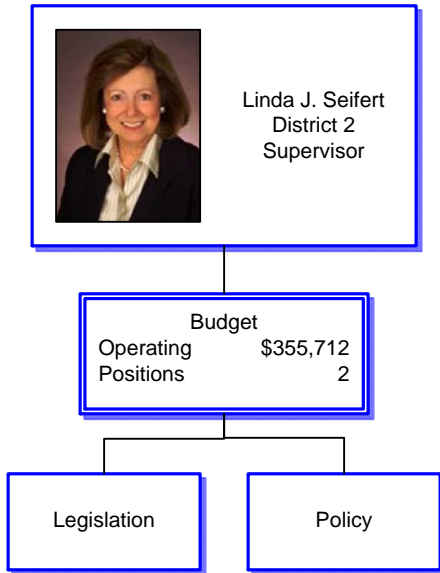 Linda J. Seifert
District 2
Supervisor
Budget
Operating $355,712
Positions 2
Legislation
Policy